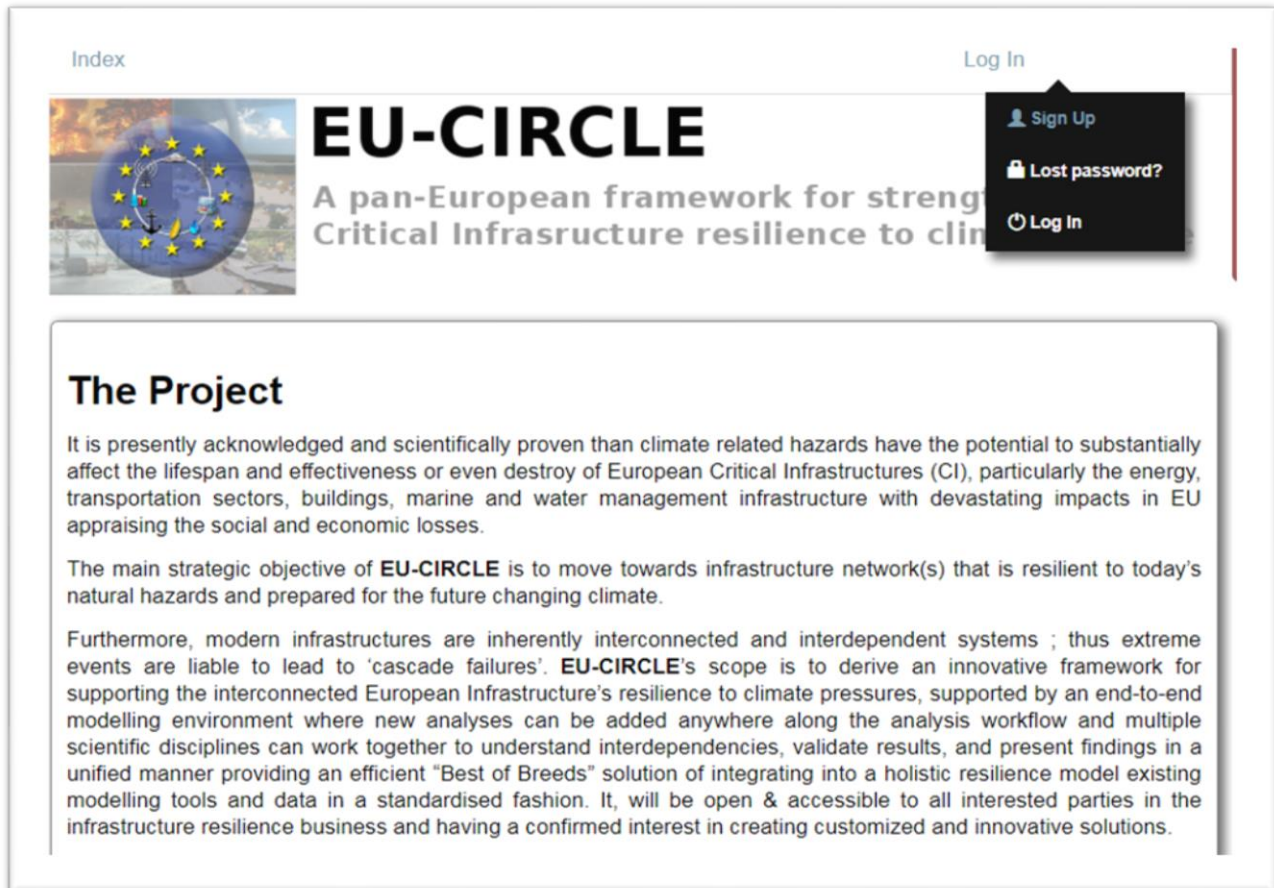 Index
Log In
Sign Up
Lost password?
Log In
EU-CIRCLE
A pan-European framework for
Critical Infrasructure resilience to
The Project
It is presently acknowledged and scientifically proven than climate related hazards have the potential to substantially
affect the lifespan and effectiveness or even destroy of European Critical Infrastructures (CI), particularly the energy,
transportation sectors, buildings, marine and water management infrastructure with devastating impacts in EU
appraising the social and economic losses.
The main strategic objective of EU-CIRCLE is to move towards infrastructure network(s) that is resilient to today's
natural hazards and prepared for the future changing climate.
Furthermore, modern infrastructures are inherently interconnected and interdependent systems ; thus extreme
events are liable to lead to ‘cascade failures’. EU-CIRCLE’s scope is to derive an innovative framework for
supporting the interconnected European Infrastructure’s resilience to climate pressures, supported by an end-to-end
modelling environment where new analyses can be added anywhere along the analysis workflow and multiple
scientific disciplines can work together to understand interdependencies, validate results, and present findings in a
unified manner providing an efficient “Best of Breeds” solution of integrating into a holistic resilience model existing
modelling tools and data in a standardised fashion. It, will be open & accessible to all interested parties in the
infrastructure resilience business and having a confirmed interest in creating customized and innovative solutions.